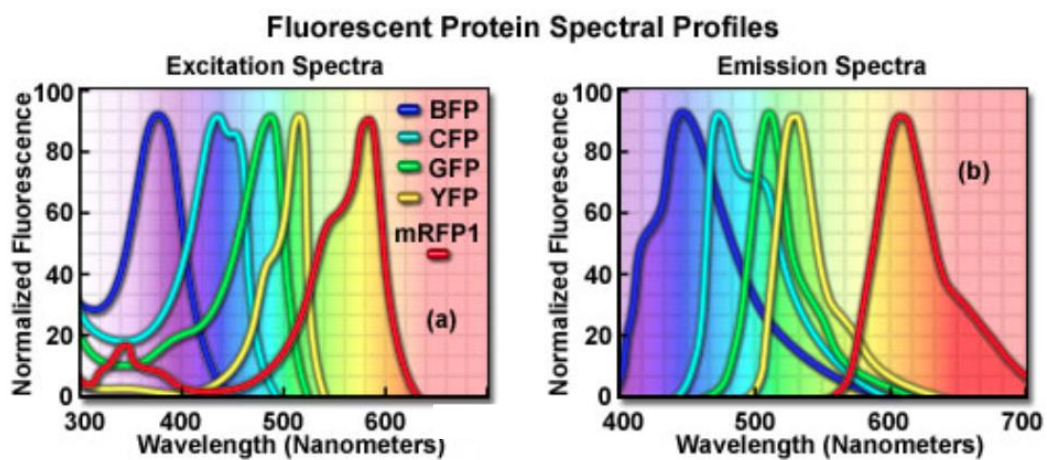 Fluorescent Protein Spectral Profiles
Excitation Spectra
Normalized Fluorescence
100
80
60
40
20
0
BFP
CFP
GFP
YFP
mRFP1
(a)
300 400 500 600
Wavelength (Nanometers)
Emission Spectra
Normalized Fluorescence
100
80
60
40
20
0
(b)
400 500 600 700
Wavelength (Nanometers)